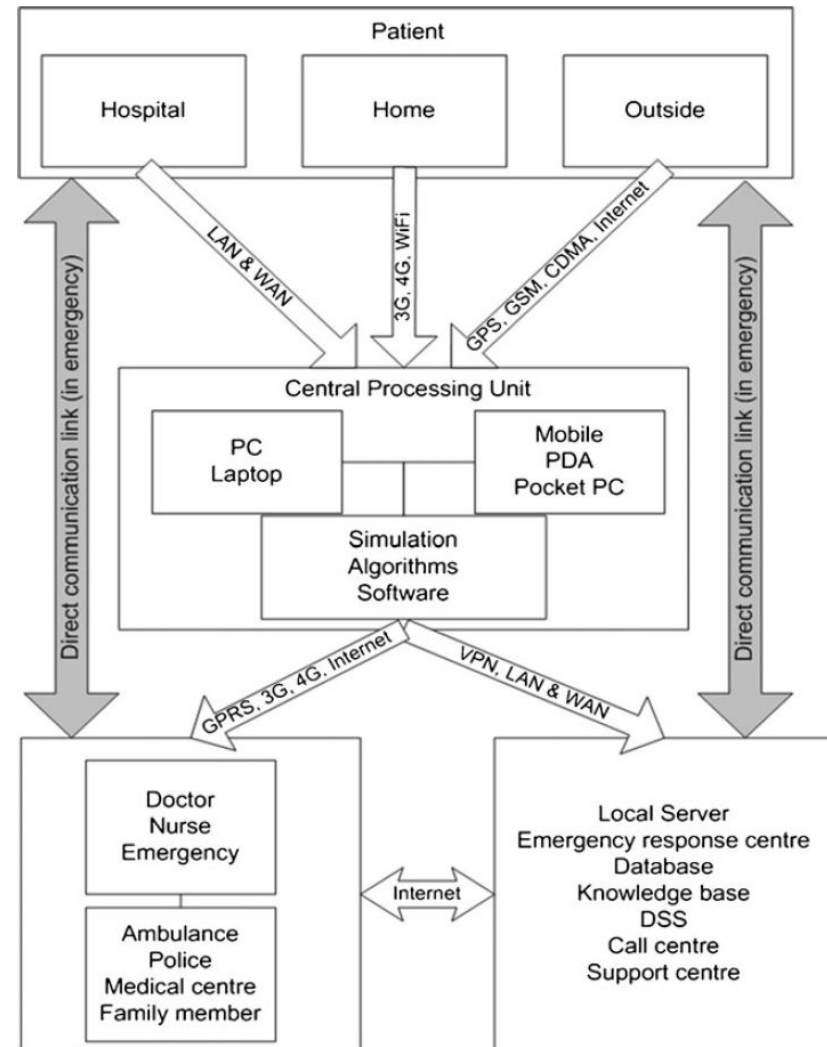 Patient
Hospital
Home
Outside
LAN & WAN
3G, 4G, WiFi
GPS, GSM, CDMA, Internet
Direct communication link (in emergency)
Direct communication link (in emergency)
Central Processing Unit
PC
Laptop
Mobile
PDA
Pocket PC
Simulation
Algorithms
Software
GPRS, 3G, 4G, Internet
VPN, LAN & WAN
Doctor
Nurse
Emergency
Ambulance
Police
Medical centre
Family member
Internet
Local Server
Emergency response centre
Database
Knowledge base
DSS
Call centre
Support centre